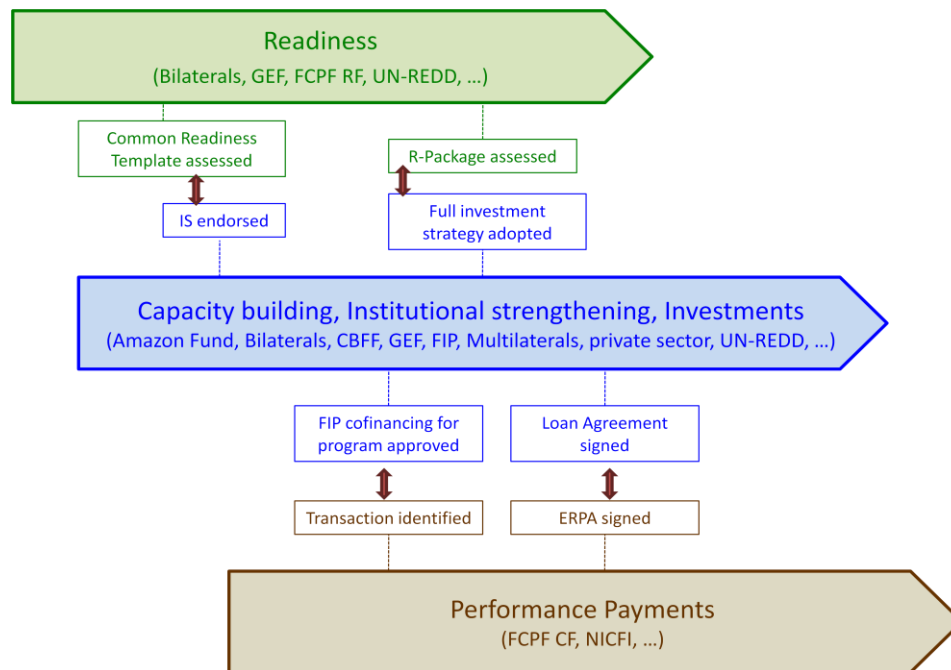 Readiness
(Bilaterals, GEF, FCPF RF, UN-REDD, ...)
Common Readiness
Template assessed
R-Package assessed
IS endorsed
Full investment
strategy adopted
Capacity building, Institutional strengthening, Investments
(Amazon Fund, Bilaterals, CBFF, GEF, FIP, Multilaterals, private sector, UN-REDD, ...)
FIP cofinancing for
program approved
Loan Agreement
signed
Transaction identified
ERPA signed
Performance Payments
(FCPF CF, NICFI, ...)